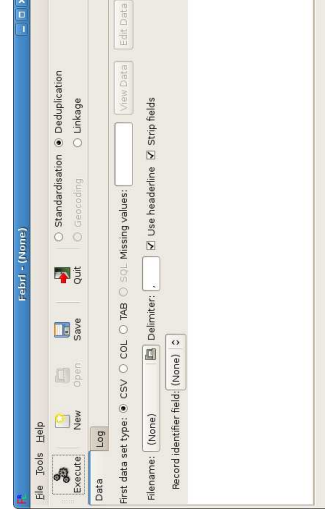 Febrl - (None)
File Tools Help
Execute New Open Save Quit
Standardisation Deduplication
Geocoding Linkage
Data Log
First data set type: CSV COL TAB SQL Missing values: View Data Edit Data
Filename: (None) Delimiter: , Use headerline Strip fields
Record identifier field: (None)